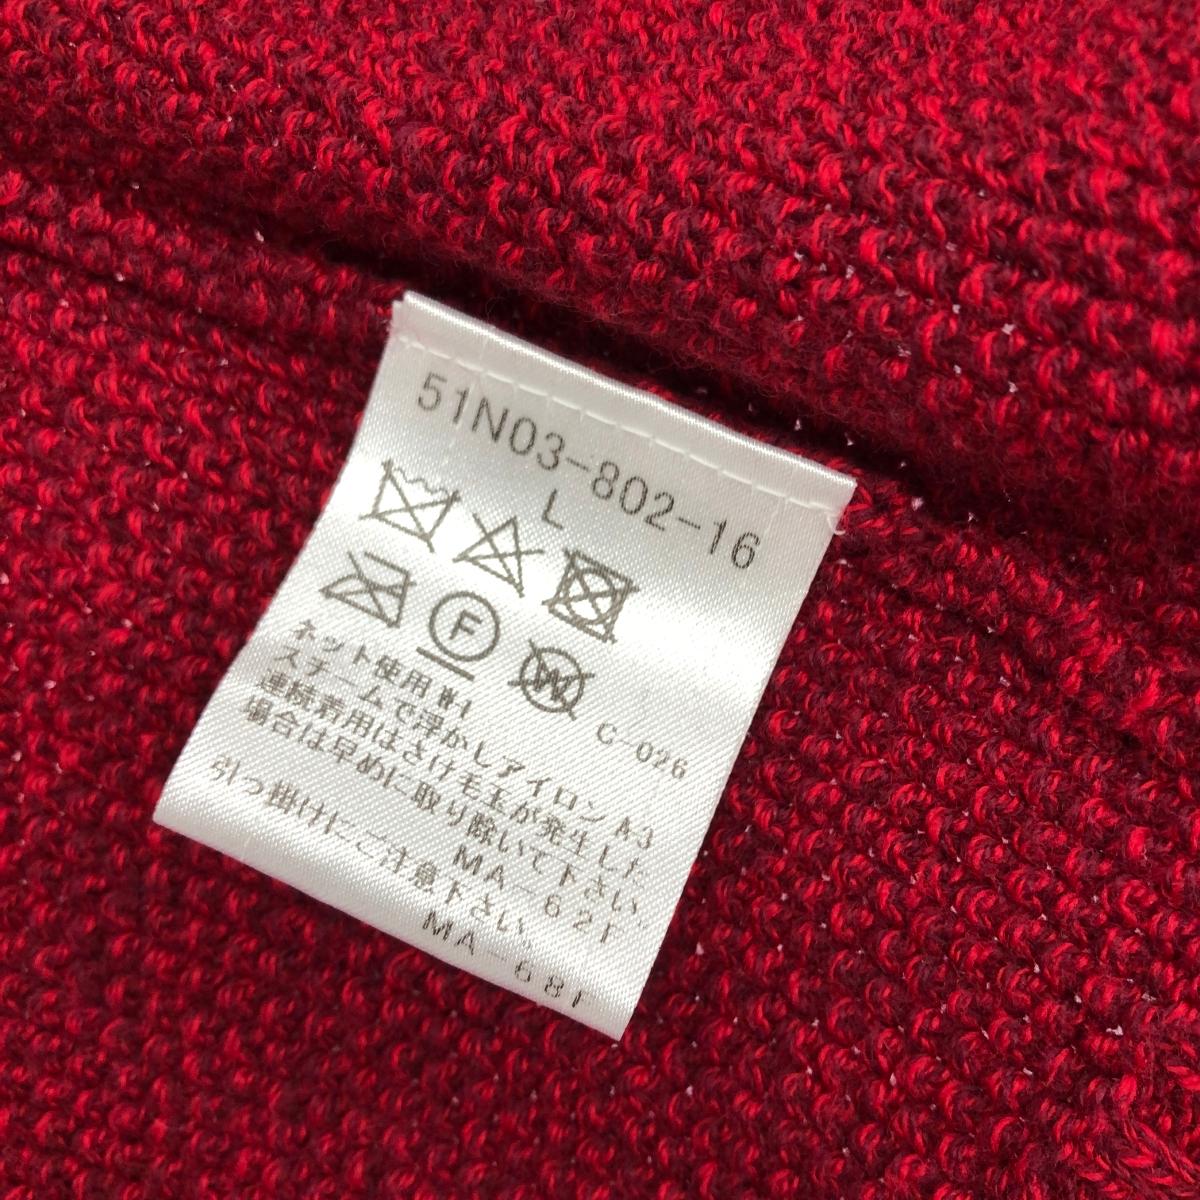 51N03-802-16
L
F
W
C-026
ネット使用 W-1
スチームで浮かしアイロン A-3
連続着用はさけ毛玉が発生した
場合は早めに取り除いて下さい。
MA-62F
引っ掛けにご注意下さい。
MA-68F